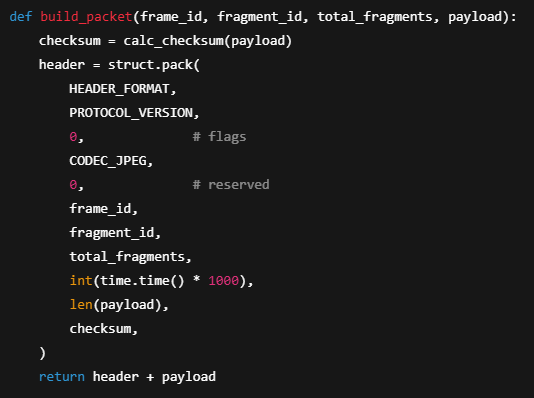 def build_packet(frame_id, fragment_id, total_fragments, payload):
    checksum = calc_checksum(payload)
    header = struct.pack(
        HEADER_FORMAT,
        PROTOCOL_VERSION,
        0,              # flags
        CODEC_JPEG,
        0,              # reserved
        frame_id,
        fragment_id,
        total_fragments,
        int(time.time() * 1000),
        len(payload),
        checksum,
    )
    return header + payload